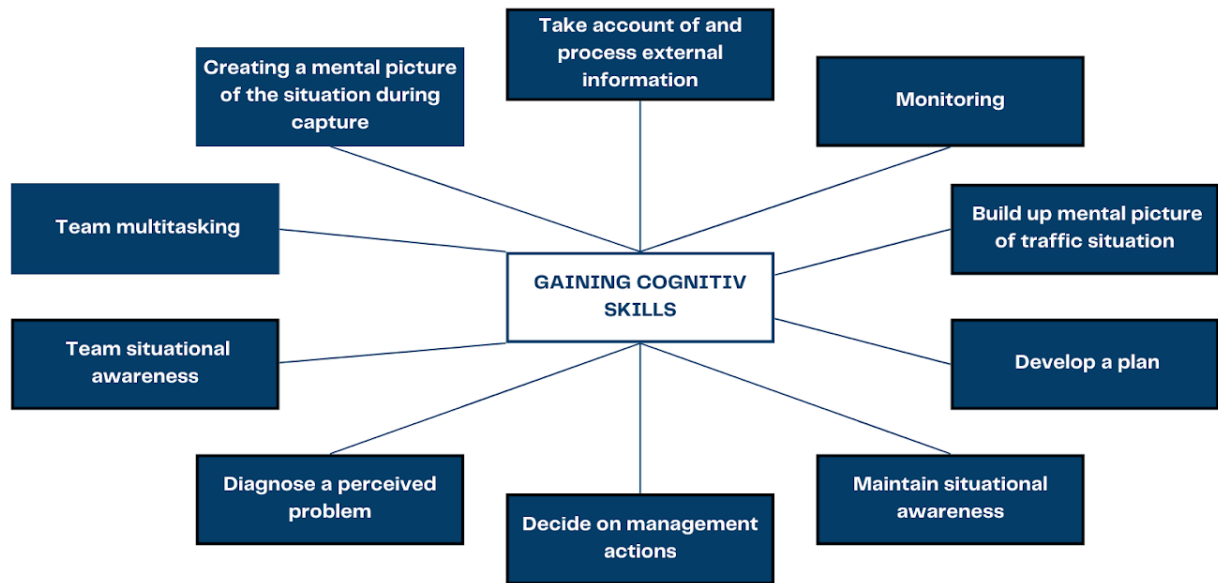 Take account of and
process external
information
Creating a mental picture
of the situation during
capture
Monitoring
Team multitasking
Build up mental picture
of traffic situation
GAINING COGNITIV
SKILLS
Team situational
awareness
Develop a plan
Diagnose a perceived
problem
Decide on management
actions
Maintain situational
awareness